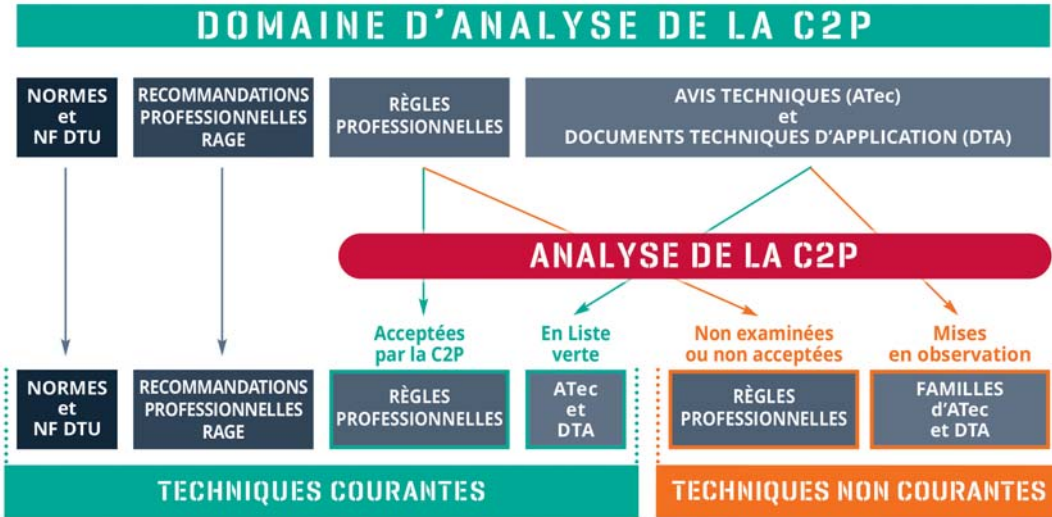 DOMAINE D'ANALYSE DE LA C2P
NORMES
et
NF DTU
RECOMMANDATIONS
PROFESSIONNELLES
RAGE
RÈGLES
PROFESSIONNELLES
AVIS TECHNIQUES (ATec)
et
DOCUMENTS TECHNIQUES D'APPLICATION (DTA)
ANALYSE DE LA C2P
Acceptées
par la C2P
En Liste
verte
Non examinées
ou non acceptées
Mises
en observation
NORMES
et
NF DTU
RECOMMANDATIONS
PROFESSIONNELLES
RAGE
RÈGLES
PROFESSIONNELLES
ATec
et
DTA
RÈGLES
PROFESSIONNELLES
FAMILLES
d'ATec
et DTA
TECHNIQUES COURANTES
TECHNIQUES NON COURANTES